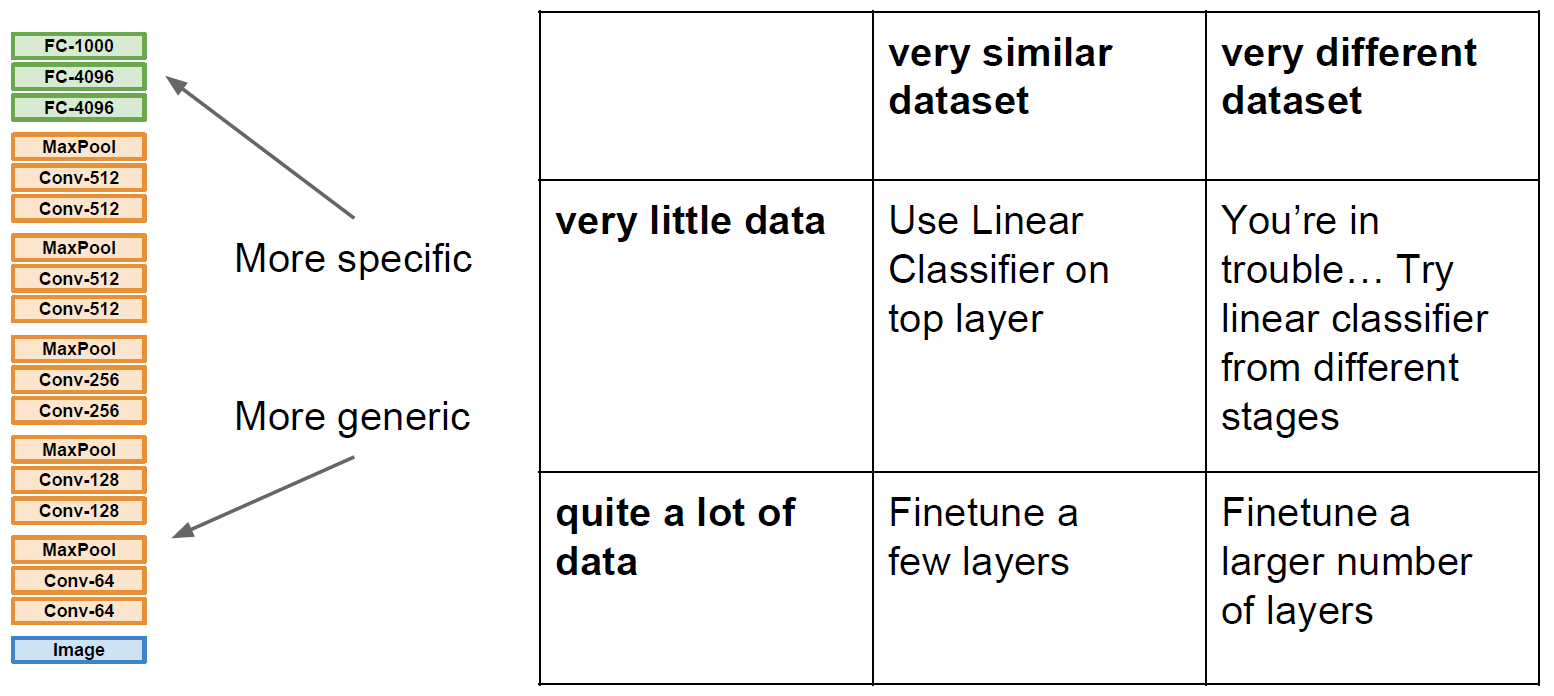 FC-1000
FC-4096
FC-4096
MaxPool
Conv-512
Conv-512
MaxPool
Conv-512
Conv-512
MaxPool
Conv-256
Conv-256
MaxPool
Conv-128
Conv-128
MaxPool
Conv-64
Conv-64
Image
More specific
More generic
very similar
dataset
very different
dataset
very little data
Use Linear
Classifier on
top layer
You’re in
trouble… Try
linear classifier
from different
stages
quite a lot of
data
Finetune a
few layers
Finetune a
larger number
of layers